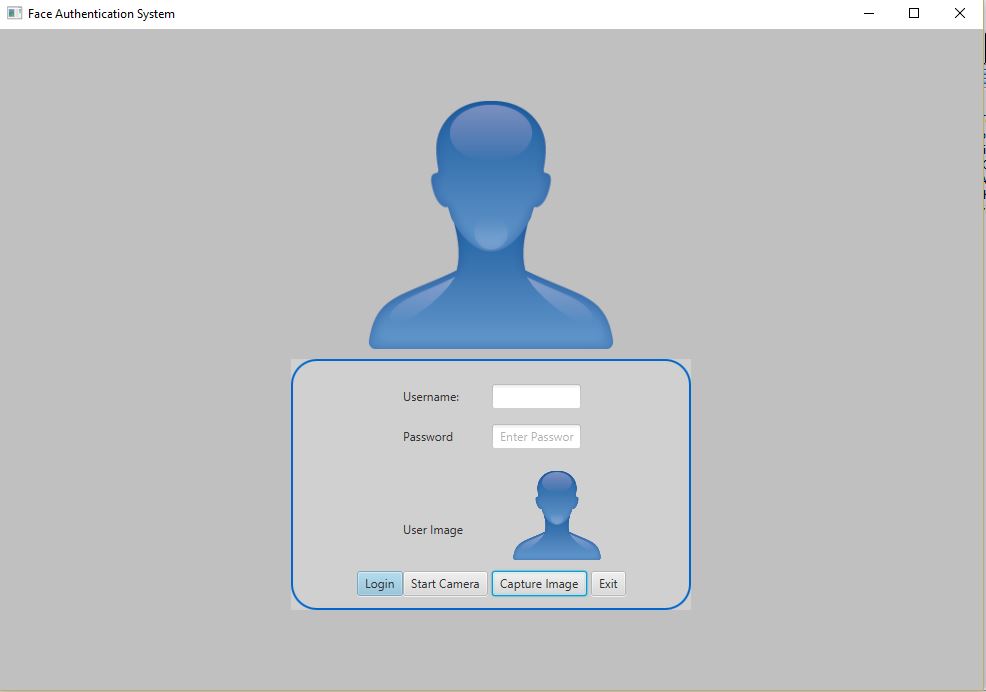 Face Authentication System
Username:
Password
Enter Passwor
User Image
Login Start Camera Capture Image Exit